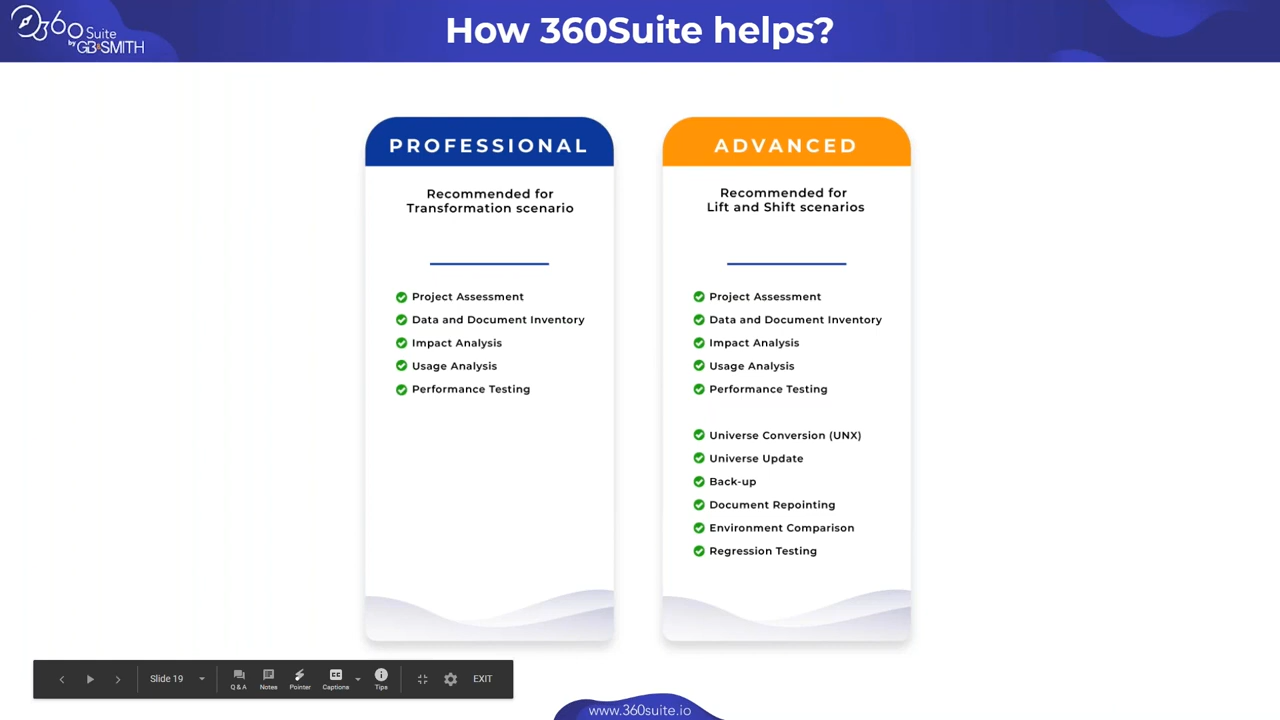 360 Suite
by GB&SMITH
How 360Suite helps?
PROFESSIONAL
Recommended for
Transformation scenario
Project Assessment
Data and Document Inventory
Impact Analysis
Usage Analysis
Performance Testing
ADVANCED
Recommended for
Lift and Shift scenarios
Project Assessment
Data and Document Inventory
Impact Analysis
Usage Analysis
Performance Testing
Universe Conversion (UNX)
Universe Update
Back-up
Document Repointing
Environment Comparison
Regression Testing
Slide 19
Q & A
Notes
Pointer
CC
Captions
Tips
EXIT
www.360suite.io